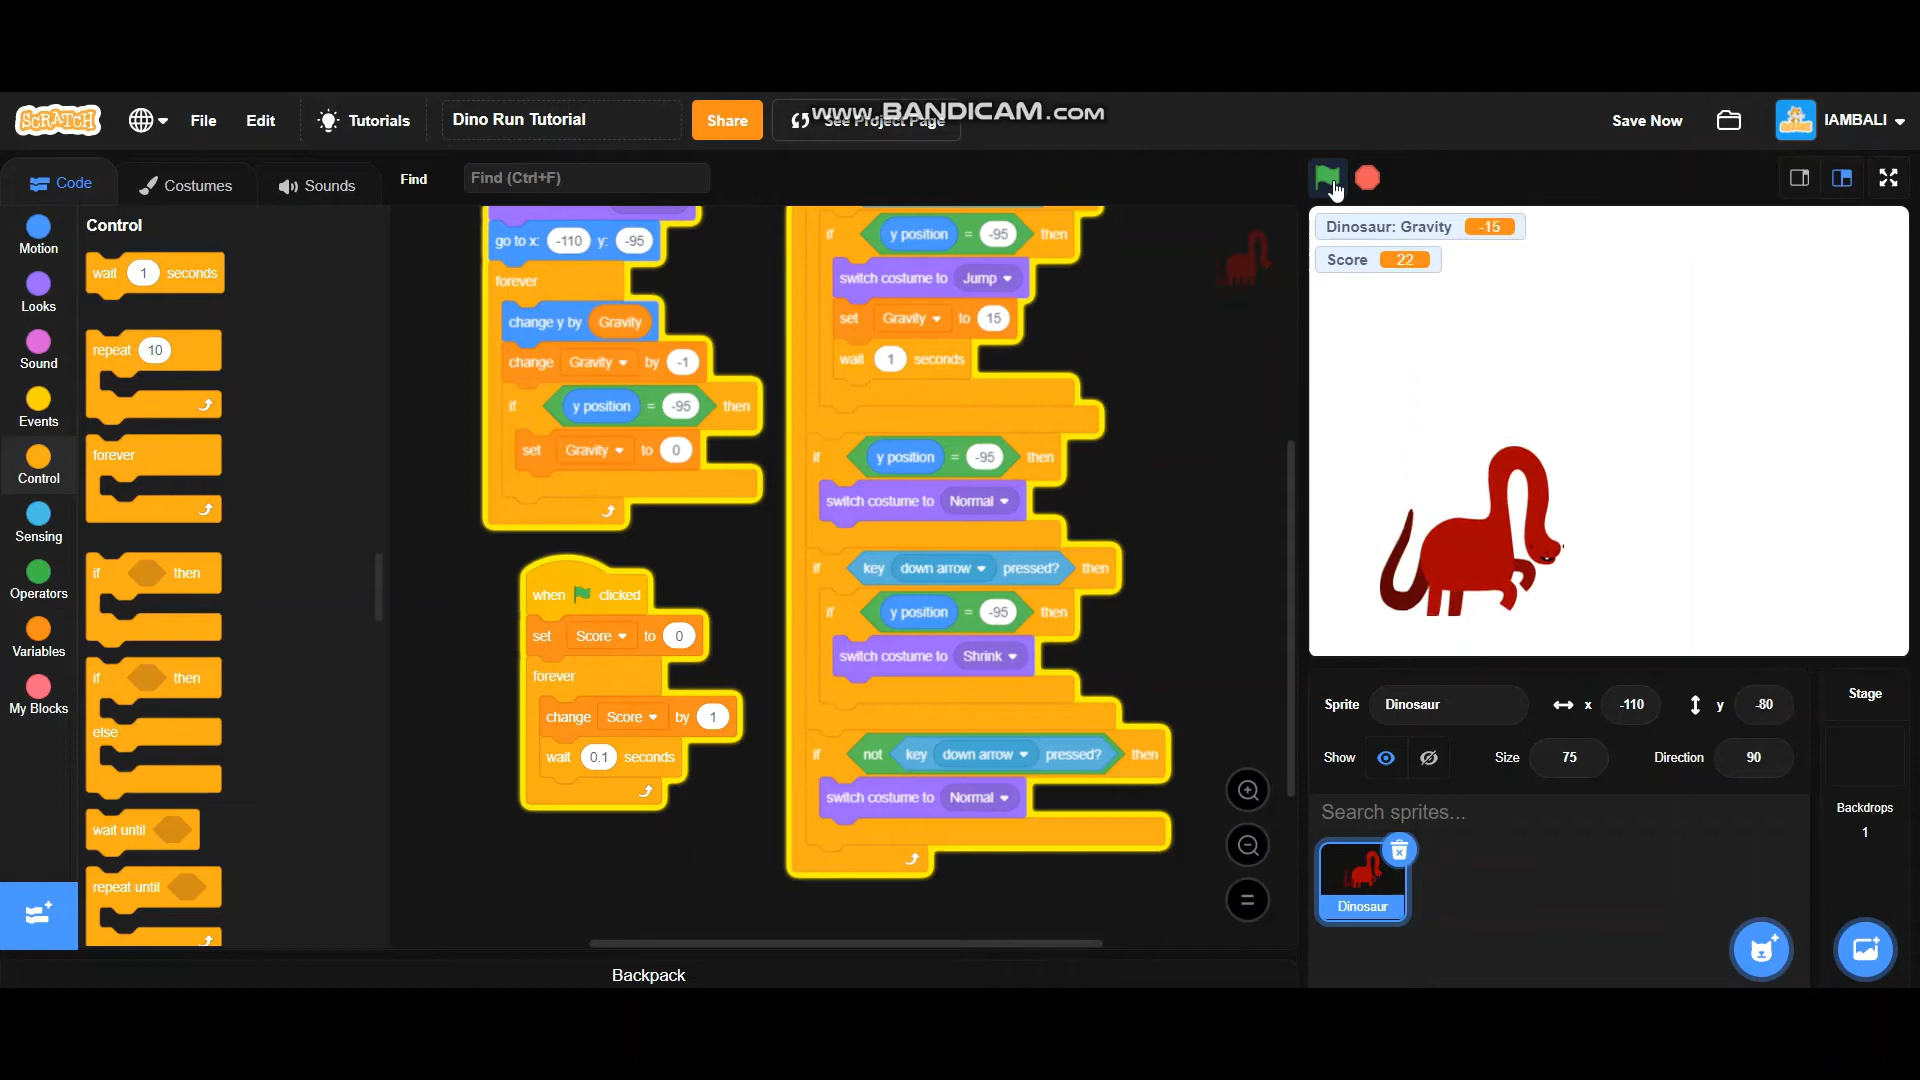 www.BANDICAM.com
SCRATCH
File
Edit
Tutorials
Dino Run Tutorial
Share
See Project Page
Save Now
IAMBALI
Code
Costumes
Sounds
Find
Find (Ctrl+F)
Motion
Looks
Sound
Events
Control
Sensing
Operators
Variables
My Blocks
Control
wait 1 seconds
repeat 10
forever
if then
if then
else
wait until
repeat until
go to x: -110 y: -95
forever
change y by Gravity
change Gravity by -1
if y position = -95 then
set Gravity to 0
when clicked
set Score to 0
forever
change Score by 1
wait 0.1 seconds
if y position = -95 then
switch costume to Jump
set Gravity to 15
wait 1 seconds
if y position = -95 then
switch costume to Normal
if key down arrow pressed? then
if y position = -95 then
switch costume to Shrink
if not key down arrow pressed? then
switch costume to Normal
Dinosaur: Gravity -15
Score 22
Sprite Dinosaur x -110 y -80
Show Size 75 Direction 90
Search sprites...
Dinosaur
Stage
Backdrops
1
Backpack